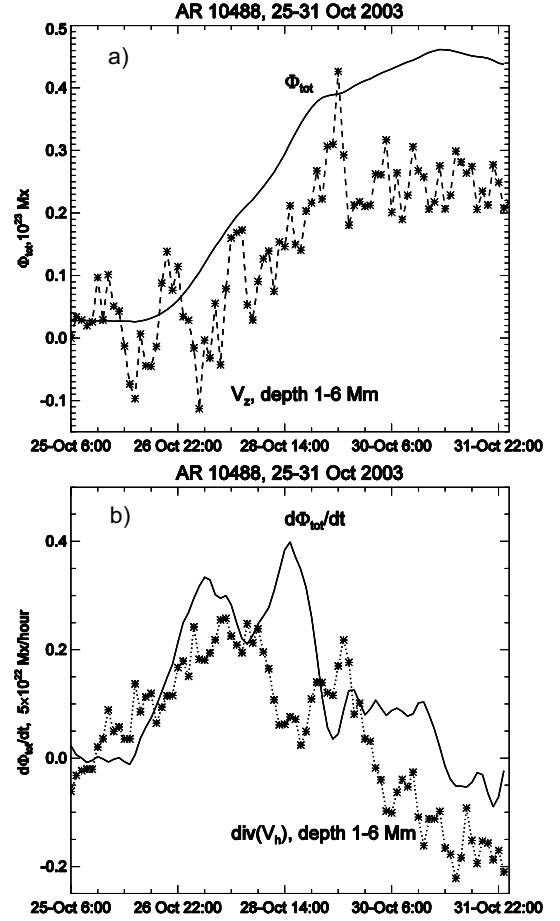 AR 10488, 25-31 Oct 2003
a)
Φtot
Φtot, 10^23 Mx
0.5
0.4
0.3
0.2
0.1
0.0
-0.1
Vz, depth 1-6 Mm
25-Oct 6:00 26 Oct 22:00 28-Oct 14:00 30-Oct 6:00 31-Oct 22:00
AR 10488, 25-31 Oct 2003
b)
dΦtot/dt
dΦtot/dt, 5x10^22 Mx/hour
0.4
0.2
0.0
-0.2
div(Vh), depth 1-6 Mm
25-Oct 6:00 26 Oct 22:00 28-Oct 14:00 30-Oct 6:00 31-Oct 22:00